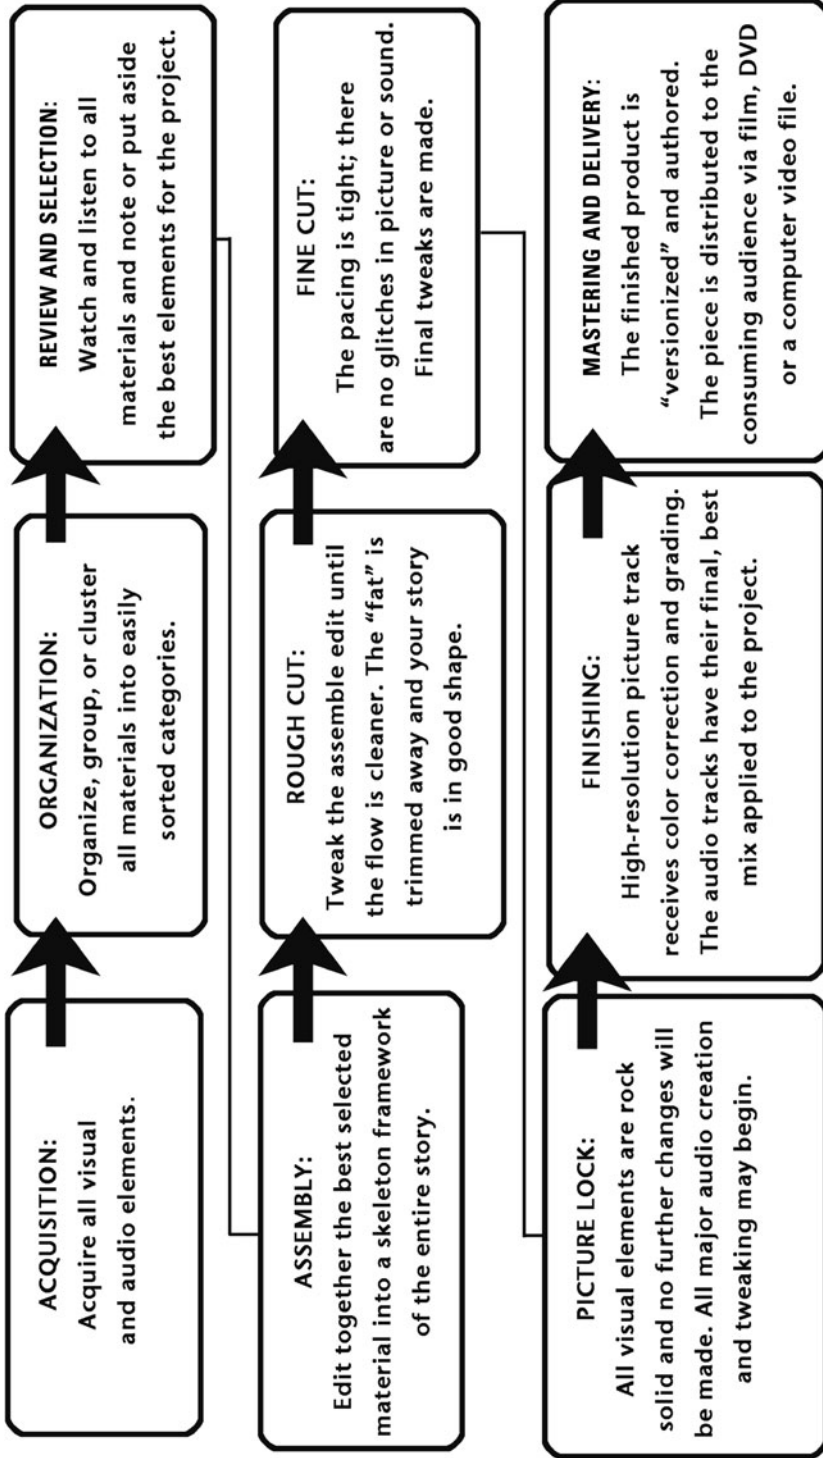 ACQUISITION:
Acquire all visual
and audio elements.
ORGANIZATION:
Organize, group, or cluster
all materials into easily
sorted categories.
REVIEW AND SELECTION:
Watch and listen to all
materials and note or put aside
the best elements for the project.
ASSEMBLY:
Edit together the best selected
material into a skeleton framework
of the entire story.
ROUGH CUT:
Tweak the assemble edit until
the flow is cleaner. The “fat” is
trimmed away and your story
is in good shape.
FINE CUT:
The pacing is tight; there
are no glitches in picture or sound.
Final tweaks are made.
PICTURE LOCK:
All visual elements are rock
solid and no further changes will
be made. All major audio creation
and tweaking may begin.
FINISHING:
High-resolution picture track
receives color correction and grading.
The audio tracks have their final, best
mix applied to the project.
MASTERING AND DELIVERY:
The finished product is
“versionized” and authored.
The piece is distributed to the
consuming audience via film, DVD
or a computer video file.